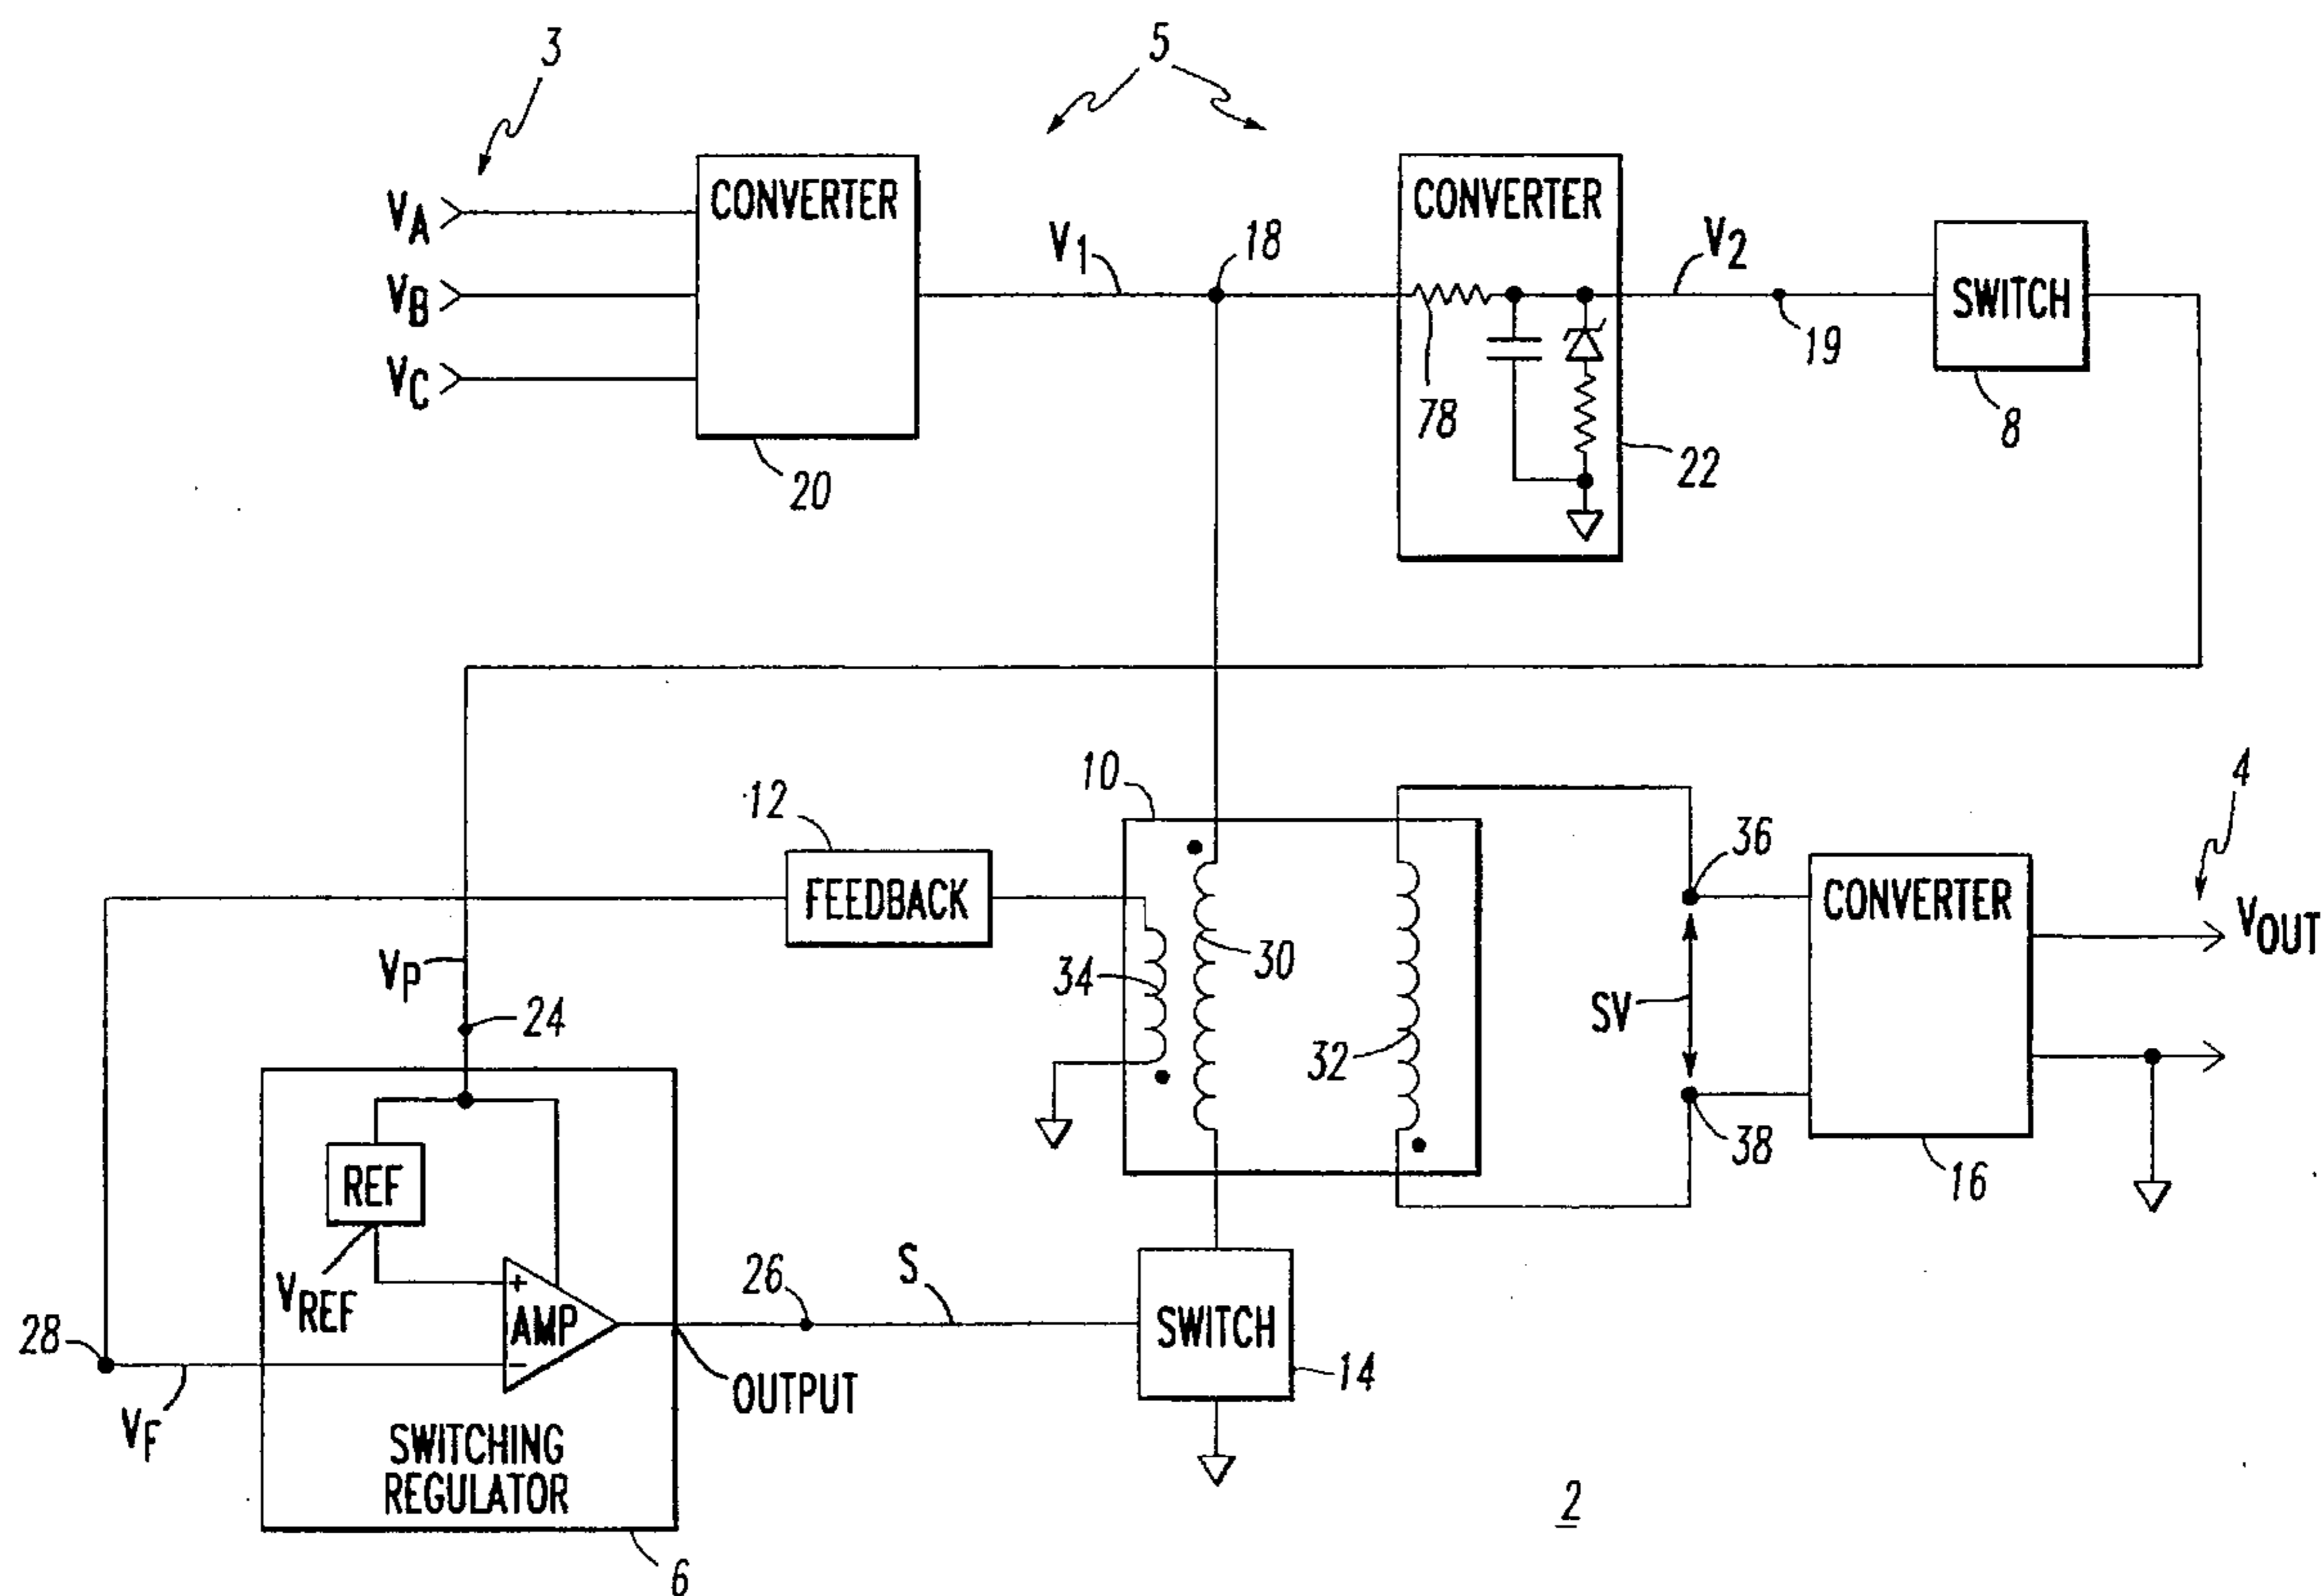 3
5
CONVERTER
CONVERTER
VA
VB
VC
V1
18
V2
SWITCH
19
78
8
20
22
10
4
12
36
FEEDBACK
CONVERTER
VOUT
30
34
VP
24
SV
32
38
16
REF
VREF
AMP
+
-
26
S
SWITCH
28
OUTPUT
14
VF
SWITCHING
REGULATOR
2
6